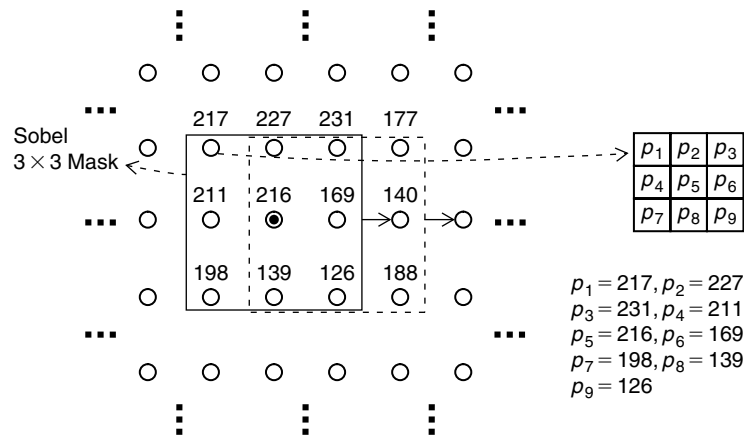 217 227 231 177
Sobel
3 × 3 Mask
p1 p2 p3
211 216 169 140
p4 p5 p6
p7 p8 p9
198 139 126 188
p1 = 217, p2 = 227
p3 = 231, p4 = 211
p5 = 216, p6 = 169
p7 = 198, p8 = 139
p9 = 126